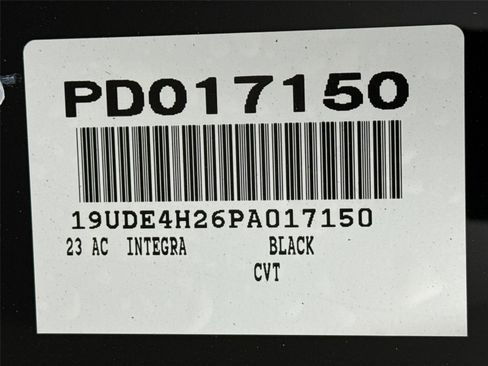 PD017150
19UDE4H26PA017150
23 AC INTEGRA BLACK
CVT